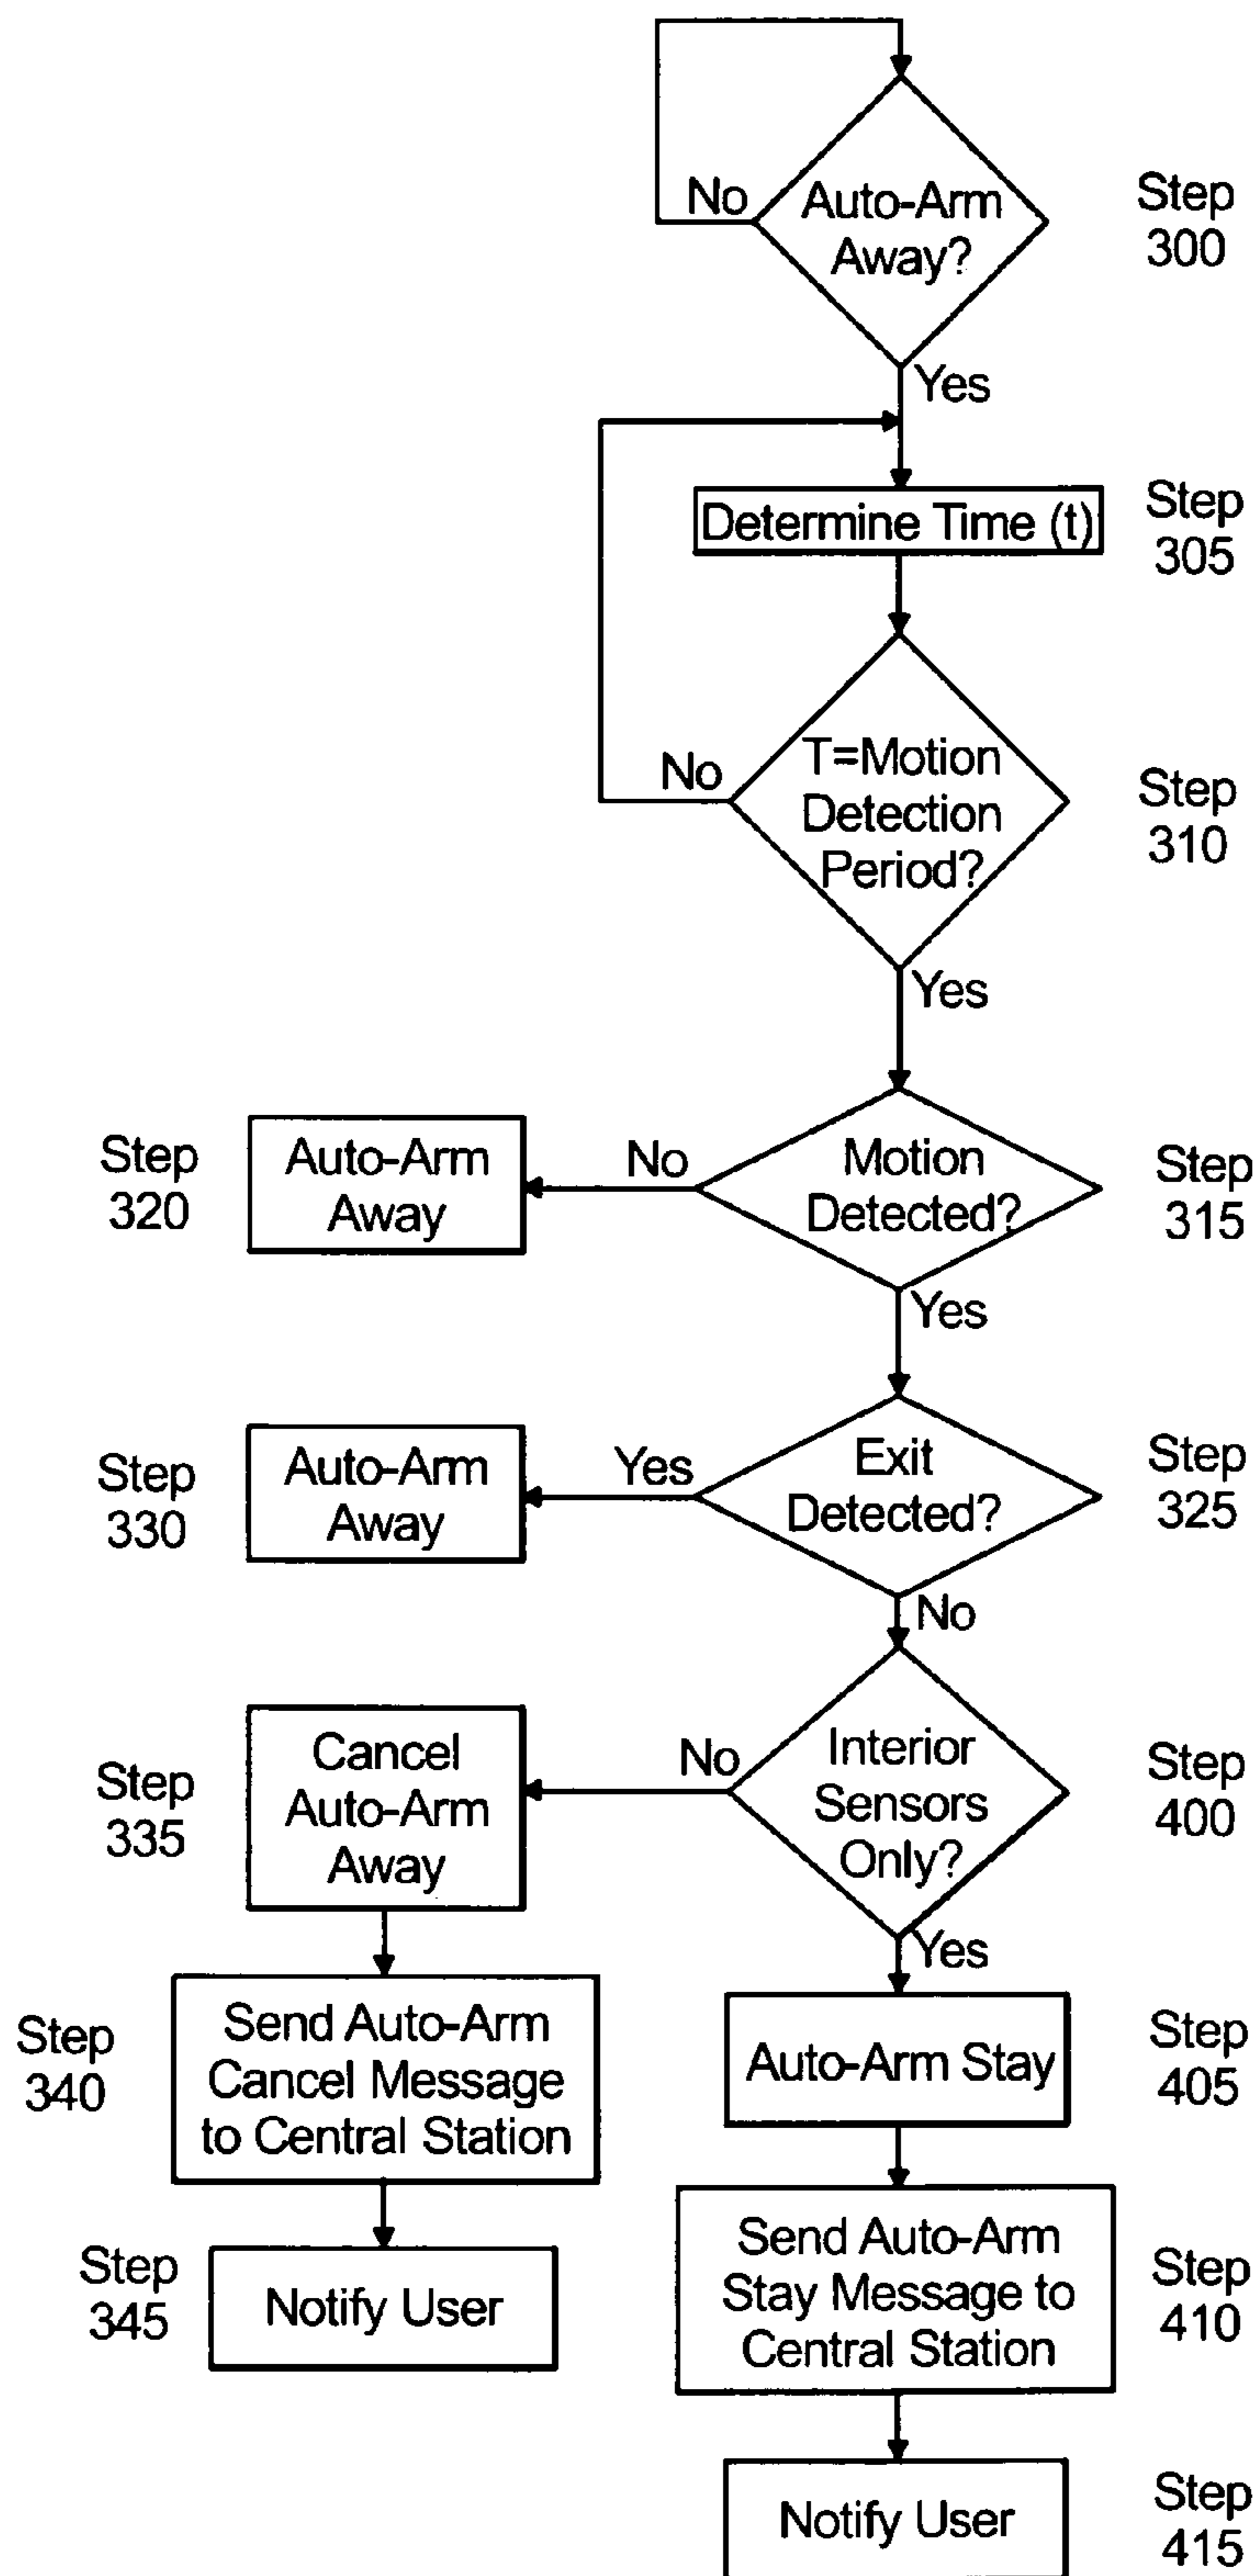 No
Auto-Arm
Away?
Step
300
Yes
Determine Time (t)
Step
305
No
T=Motion
Detection
Period?
Step
310
Yes
Step
320
Auto-Arm
Away
No
Motion
Detected?
Step
315
Yes
Step
330
Auto-Arm
Away
Yes
Exit
Detected?
Step
325
No
Step
335
Cancel
Auto-Arm
Away
No
Interior
Sensors
Only?
Step
400
Yes
Step
340
Send Auto-Arm
Cancel Message
to Central Station
Auto-Arm Stay
Step
405
Step
345
Notify User
Send Auto-Arm
Stay Message to
Central Station
Step
410
Notify User
Step
415